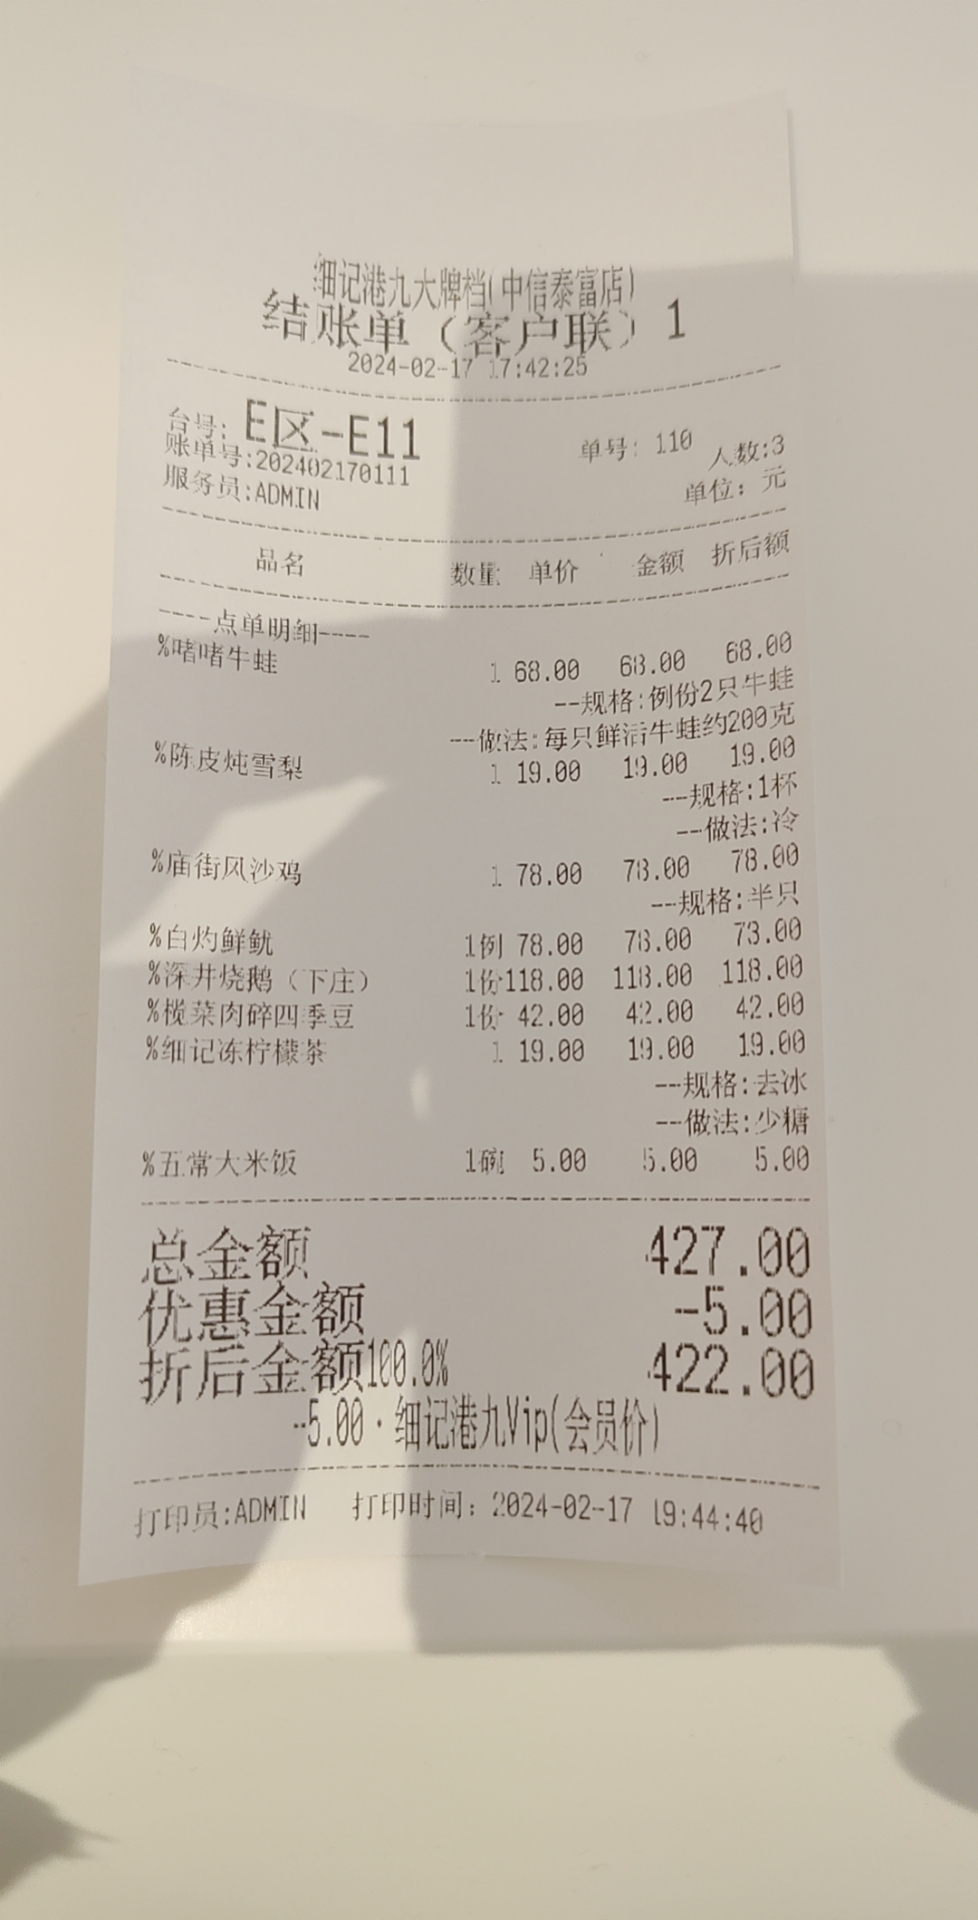 细记港九大牌档(中信泰富店)
结账单（客户联）1
2024-02-17 17:42:25
台号: E区-E11 单号: 110
账单号:202402170111 人数:3
服务员:ADMIN 单位: 元
品名 数量 单价 金额 折后额
----点单明细----
%啫啫牛蛙 1 68.00 68.00 68.00
--规格:例份2只牛蛙
--做法:每只鲜活牛蛙约200克
%陈皮炖雪梨 1 19.00 19.00 19.00
--规格:1杯
--做法:冷
%庙街风沙鸡 1 78.00 78.00 78.00
--规格:半只
%白灼鲜鱿 1例 78.00 78.00 73.00
%深井烧鹅（下庄） 1份118.00 118.00 118.00
%榄菜肉碎四季豆 1份 42.00 42.00 42.00
%细记冻柠檬茶 1 19.00 19.00 19.00
--规格:去冰
--做法:少糖
%五常大米饭 1碗 5.00 5.00 5.00
总金额 427.00
优惠金额 -5.00
折后金额100.0% 422.00
-5.00·细记港九Vip(会员价)
打印员:ADMIN 打印时间: 2024-02-17 19:44:40